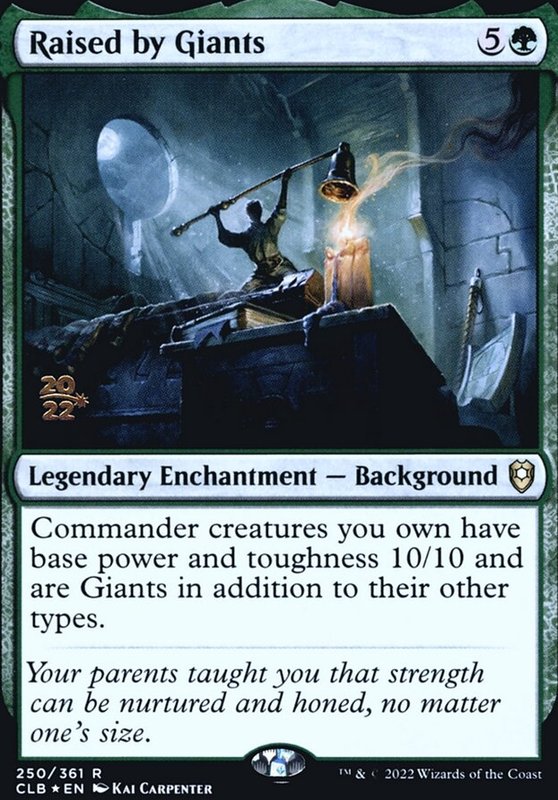 Raised by Giants 5
20
22
Legendary Enchantment — Background
Commander creatures you own have
base power and toughness 10/10 and
are Giants in addition to their other
types.
Your parents taught you that strength
can be nurtured and honed, no matter
one's size.
250/361 R
CLB ★ EN Kai Carpenter
™ & © 2022 Wizards of the Coast